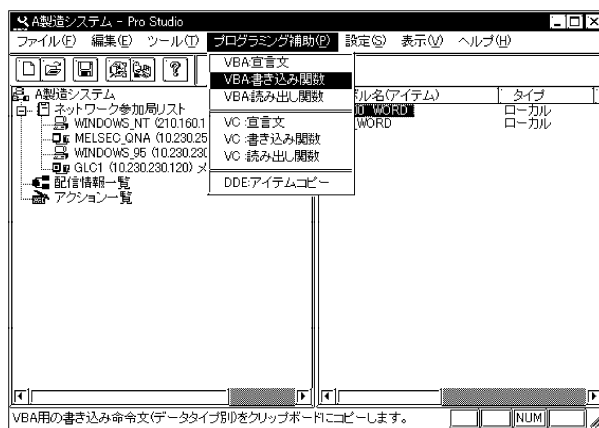 A製造システム - Pro Studio
ファイル(F) 編集(E) ツール(T) プログラミング補助(P) 設定(S) 表示(V) ヘルプ(H)
VBA:宣言文
VBA:書き込み関数
VBA:読み出し関数
VC :宣言文
VC :書き込み関数
VC :読み出し関数
DDE:アイテムコピー
A製造システム
ネットワーク参加局リスト
WINDOWS_NT (210.160.1
MELSEC_QNA (10.230.25
WINDOWS_95 (10.230.230
GLC1 (10.230.230.120) メ
配信情報一覧
アクション一覧
ボル名(アイテム) タイプ
WORD ローカル
_WORD ローカル
VBA用の書き込み命令文(データタイプ別)をクリップボードにコピーします。 NUM